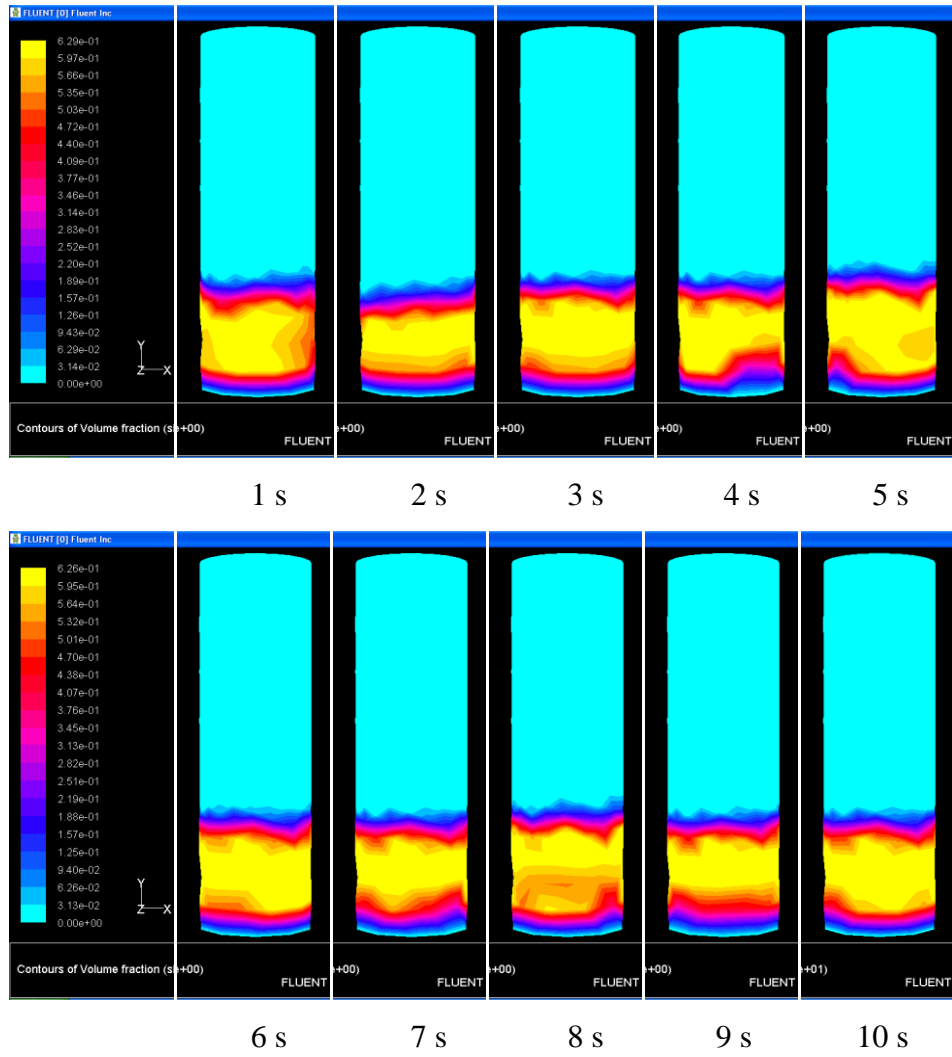 FLUENT [0] Fluent Inc
6.29e-01
5.97e-01
5.66e-01
5.35e-01
5.03e-01
4.72e-01
4.40e-01
4.09e-01
3.77e-01
3.46e-01
3.14e-01
2.83e-01
2.52e-01
2.20e-01
1.89e-01
1.57e-01
1.26e-01
9.43e-02
6.29e-02
3.14e-02
0.00e+00
Y
Z X
Contours of Volume fraction (s e+00) e+00) e+00) e+00) e+00)
FLUENT FLUENT FLUENT FLUENT FLUENT
1 s 2 s 3 s 4 s 5 s
FLUENT [0] Fluent Inc
6.26e-01
5.95e-01
5.64e-01
5.32e-01
5.01e-01
4.70e-01
4.38e-01
4.07e-01
3.76e-01
3.45e-01
3.13e-01
2.82e-01
2.51e-01
2.19e-01
1.88e-01
1.57e-01
1.25e-01
9.40e-02
6.26e-02
3.13e-02
0.00e+00
Y
Z X
Contours of Volume fraction (s e+00) e+00) e+00) e+00) e+01)
FLUENT FLUENT FLUENT FLUENT FLUENT
6 s 7 s 8 s 9 s 10 s